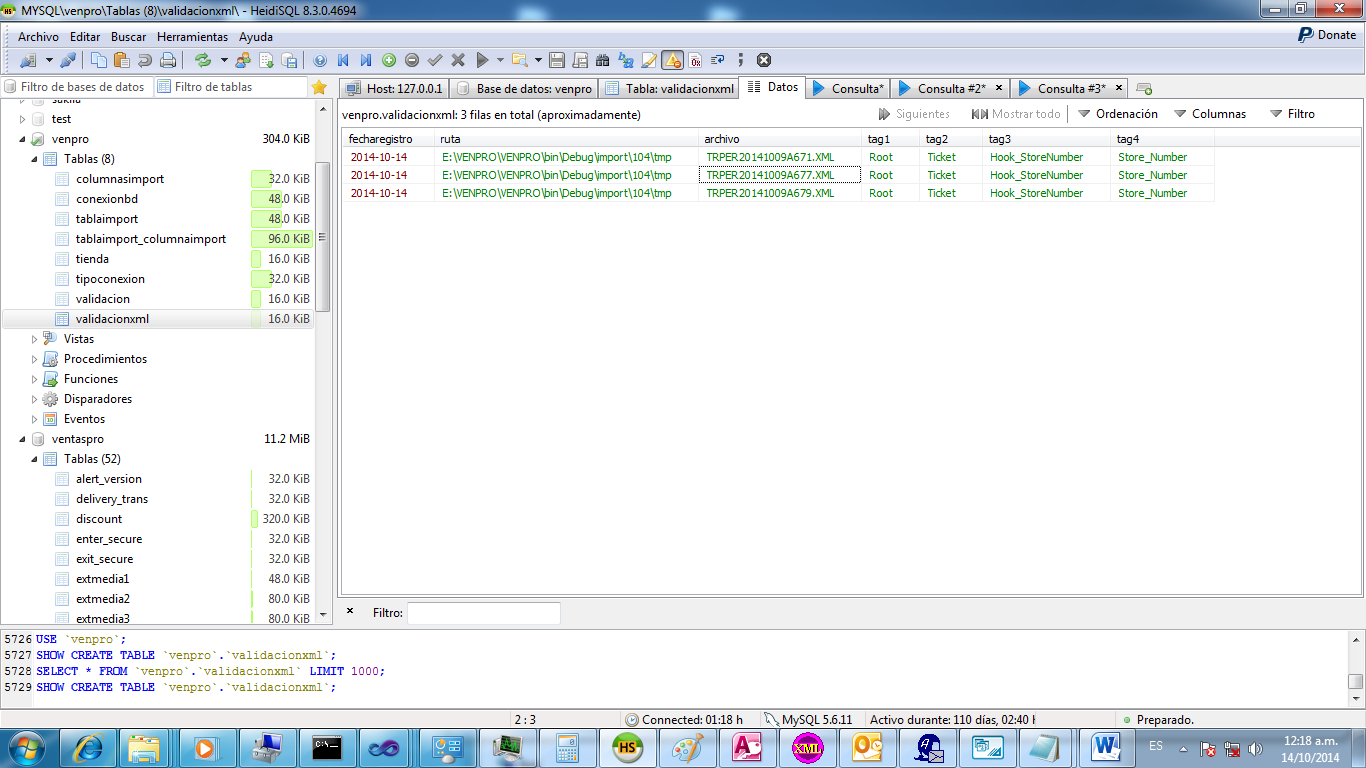 MYSQL\venpro\Tablas (8)\validacionxml\ - HeidiSQL 8.3.0.4694
Archivo Editar Buscar Herramientas Ayuda
Donate
Filtro de bases de datos
Filtro de tablas
Host: 127.0.0.1
Base de datos: venpro
Tabla: validacionxml
Datos
Consulta*
Consulta #2*
Consulta #3*
sakila
test
venpro 304.0 KiB
Tablas (8)
columnasimport 32.0 KiB
conexionbd 48.0 KiB
tablaimport 48.0 KiB
tablaimport_columnaimport 96.0 KiB
tienda 16.0 KiB
tipoconexion 32.0 KiB
validacion 16.0 KiB
validacionxml 16.0 KiB
Vistas
Procedimientos
Funciones
Disparadores
Eventos
ventaspro 11.2 MiB
Tablas (52)
alert_version 32.0 KiB
delivery_trans 32.0 KiB
discount 320.0 KiB
enter_secure 32.0 KiB
exit_secure 32.0 KiB
extmedia1 48.0 KiB
extmedia2 80.0 KiB
extmedia3 80.0 KiB
venpro.validacionxml: 3 filas en total (aproximadamente)
Siguientes
Mostrar todo
Ordenación
Columnas
Filtro
fecharegistro ruta archivo tag1 tag2 tag3 tag4
2014-10-14 E:\VENPRO\VENPRO\bin\Debug\import\104\tmp TRPER20141009A671.XML Root Ticket Hook_StoreNumber Store_Number
2014-10-14 E:\VENPRO\VENPRO\bin\Debug\import\104\tmp TRPER20141009A677.XML Root Ticket Hook_StoreNumber Store_Number
2014-10-14 E:\VENPRO\VENPRO\bin\Debug\import\104\tmp TRPER20141009A679.XML Root Ticket Hook_StoreNumber Store_Number
Filtro:
5726 USE `venpro`;
5727 SHOW CREATE TABLE `venpro`.`validacionxml`;
5728 SELECT * FROM `venpro`.`validacionxml` LIMIT 1000;
5729 SHOW CREATE TABLE `venpro`.`validacionxml`;
2 : 3
Connected: 01:18 h
MySQL 5.6.11
Activo durante: 110 días, 02:40 h
Preparado.
C:\
HS
XML
ES
12:18 a.m.
14/10/2014